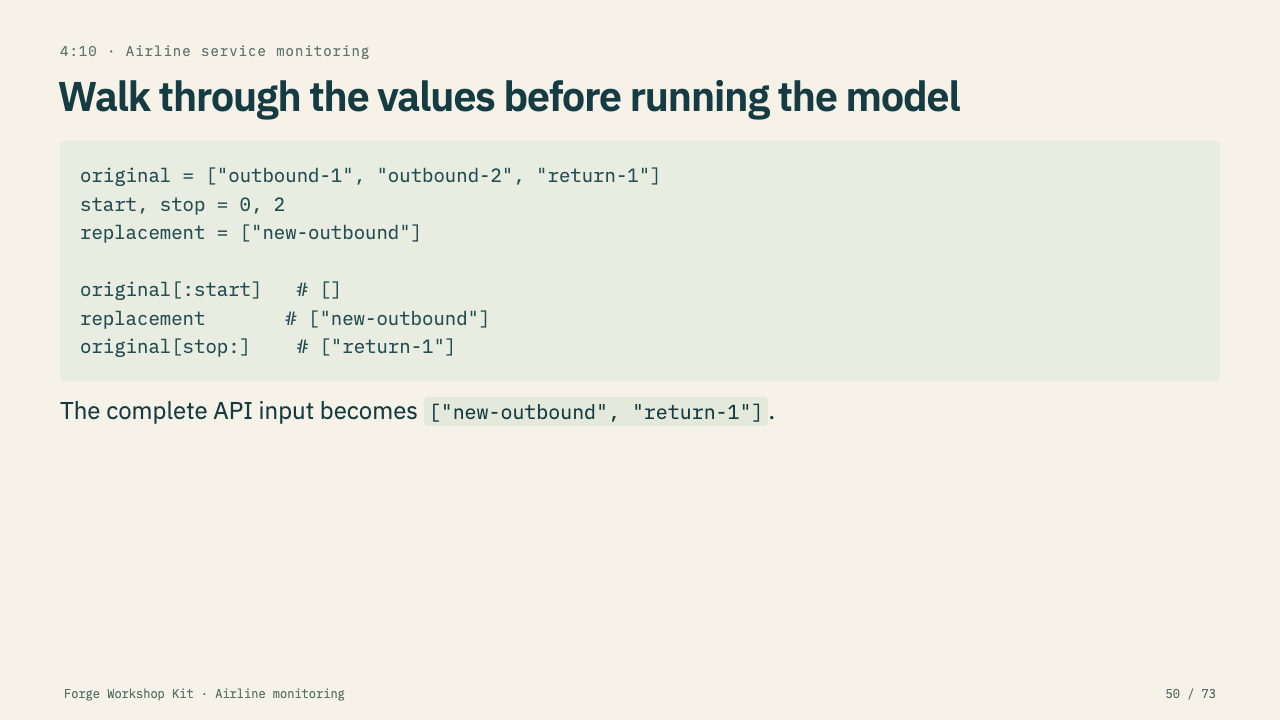 4:10 · Airline service monitoring
Walk through the values before running the model
original = ["outbound-1", "outbound-2", "return-1"]
start, stop = 0, 2
replacement = ["new-outbound"]
original[:start]   # []
replacement       # ["new-outbound"]
original[stop:]    # ["return-1"]
The complete API input becomes ["new-outbound", "return-1"].
Forge Workshop Kit · Airline monitoring
50 / 73